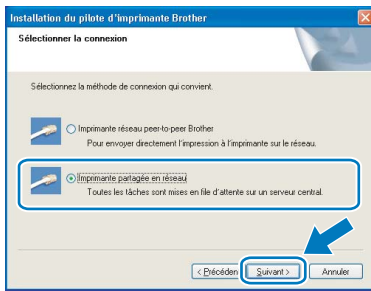 Installation du pilote d'imprimante Brother
Sélectionner la connexion
Sélectionnez la méthode de connexion qui convient.
Imprimante réseau peer-to-peer Brother
Pour envoyer directement l'impression à l'imprimante sur le réseau.
Imprimante partagée en réseau
Toutes les tâches sont mises en file d'attente sur un serveur central.
< Précéden
Suivant >
Annuler